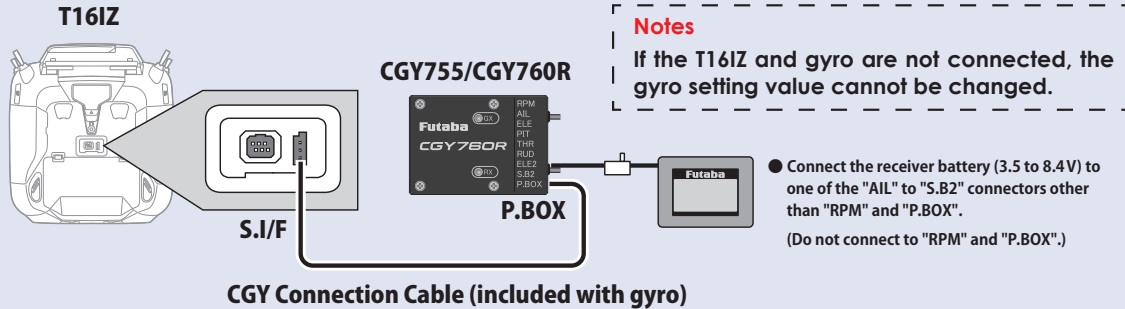 T16IZ
Notes
If the T16IZ and gyro are not connected, the
gyro setting value cannot be changed.
CGY755/CGY760R
Futaba
GX
CGY760R
RX
RPM
AIL
ELE
PIT
THR
RUD
ELE2
S.B2
P.BOX
Futaba
● Connect the receiver battery (3.5 to 8.4 V) to
one of the "AIL" to "S.B2" connectors other
than "RPM" and "P.BOX".
(Do not connect to "RPM" and "P.BOX".)
P.BOX
S.I/F
CGY Connection Cable (included with gyro)